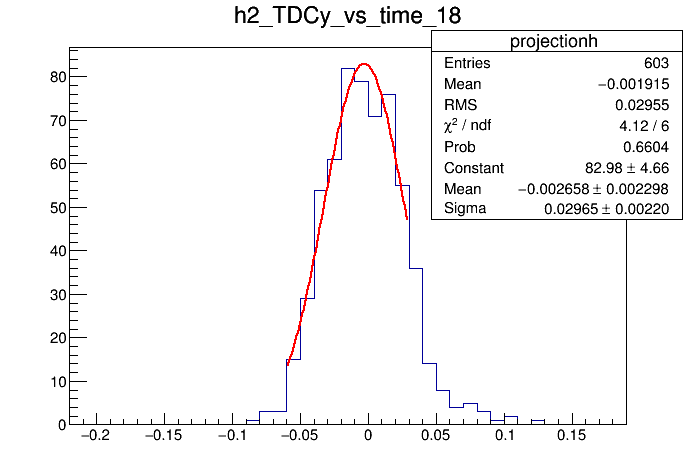 h2_TDCy_vs_time_18
projectionh
Entries 603
Mean −0.001915
RMS 0.02955
χ² / ndf 4.12 / 6
Prob 0.6604
Constant 82.98 ± 4.66
Mean −0.002658 ± 0.002298
Sigma 0.02965 ± 0.00220
80
70
60
50
40
30
20
10
0
−0.2 −0.15 −0.1 −0.05 0 0.05 0.1 0.15